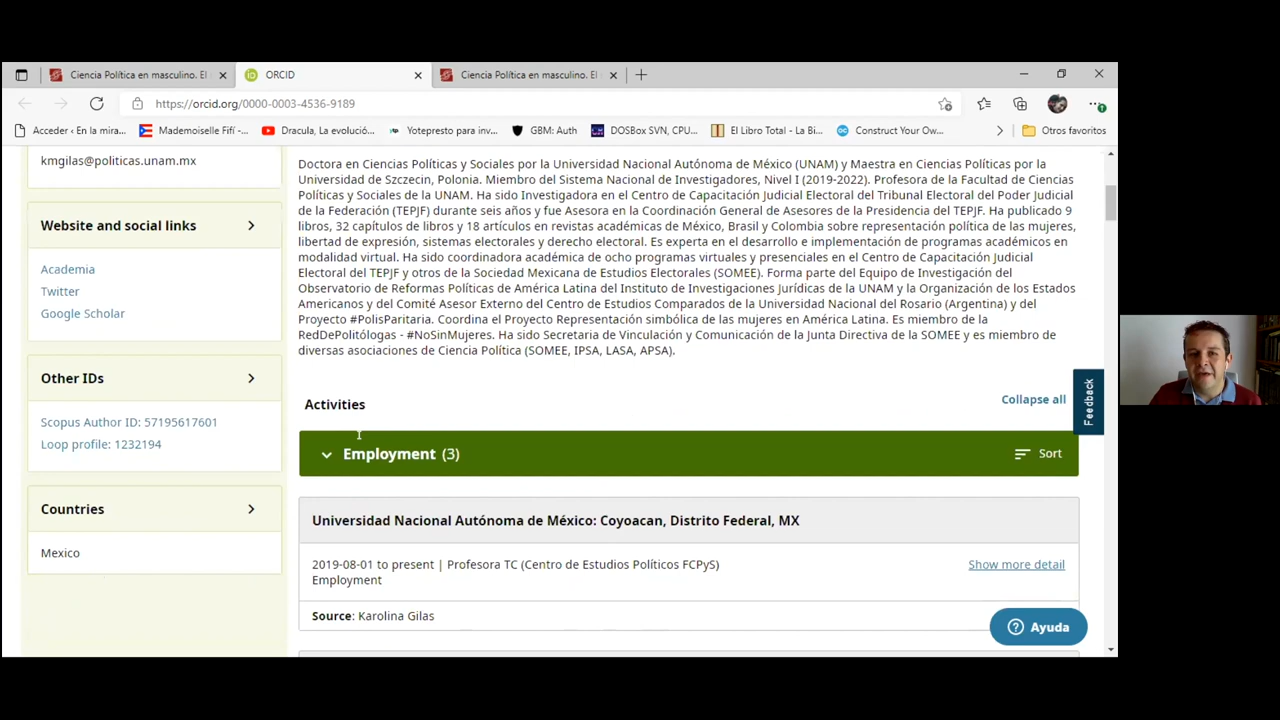 Ciencia Política en masculino. El
ORCID
Ciencia Política en masculino. El
https://orcid.org/0000-0003-4536-9189
Acceder ‹ En la mira...
Mademoiselle Fifí -...
Dracula, La evolució...
Yotepresto para inv...
GBM: Auth
DOSBox SVN, CPU...
El Libro Total - La Bi...
Construct Your Ow...
Otros favoritos
kmgilas@politicas.unam.mx
Website and social links
Academia
Twitter
Google Scholar
Other IDs
Scopus Author ID: 57195617601
Loop profile: 1232194
Countries
Mexico
Doctora en Ciencias Políticas y Sociales por la Universidad Nacional Autónoma de México (UNAM) y Maestra en Ciencias Políticas por la
Universidad de Szczecin, Polonia. Miembro del Sistema Nacional de Investigadores, Nivel I (2019-2022). Profesora de la Facultad de Ciencias
Políticas y Sociales de la UNAM. Ha sido Investigadora en el Centro de Capacitación Judicial Electoral del Tribunal Electoral del Poder Judicial
de la Federación (TEPJF) durante seis años y fue Asesora en la Coordinación General de Asesores de la Presidencia del TEPJF. Ha publicado 9
libros, 32 capítulos de libros y 18 artículos en revistas académicas de México, Brasil y Colombia sobre representación política de las mujeres,
libertad de expresión, sistemas electorales y derecho electoral. Es experta en el desarrollo e implementación de programas académicos en
modalidad virtual. Ha sido coordinadora académica de ocho programas virtuales y presenciales en el Centro de Capacitación Judicial
Electoral del TEPJF y otros de la Sociedad Mexicana de Estudios Electorales (SOMEE). Forma parte del Equipo de Investigación del
Observatorio de Reformas Políticas de América Latina del Instituto de Investigaciones Jurídicas de la UNAM y la Organización de los Estados
Americanos y del Comité Asesor Externo del Centro de Estudios Comparados de la Universidad Nacional del Rosario (Argentina) y del
Proyecto #PolisParitaria. Coordina el Proyecto Representación simbólica de las mujeres en América Latina. Es miembro de la
RedDePolitólogas - #NoSinMujeres. Ha sido Secretaria de Vinculación y Comunicación de la Junta Directiva de la SOMEE y es miembro de
diversas asociaciones de Ciencia Política (SOMEE, IPSA, LASA, APSA).
Activities
Collapse all
Feedback
Employment (3)
Sort
Universidad Nacional Autónoma de México: Coyoacan, Distrito Federal, MX
2019-08-01 to present | Profesora TC (Centro de Estudios Políticos FCPyS)
Show more detail
Employment
Source: Karolina Gilas
Ayuda